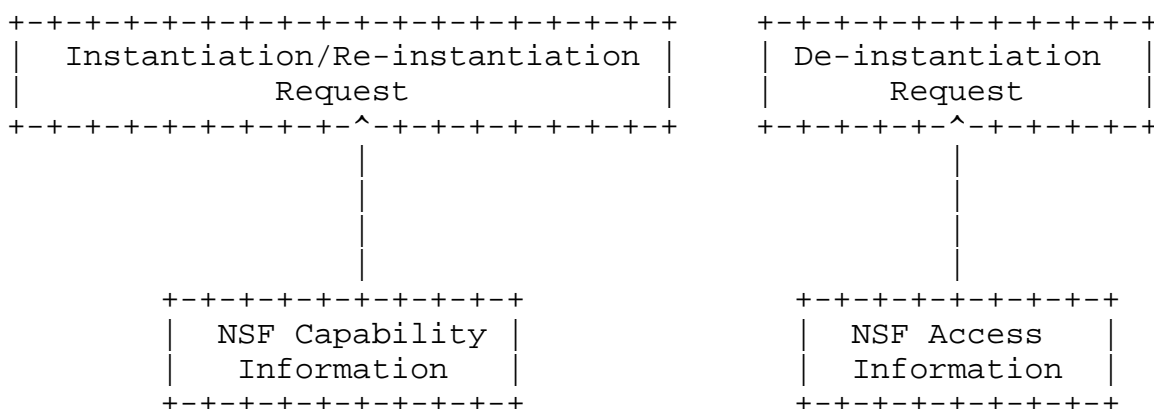 Instantiation/Re-instantiation
Request
De-instantiation
Request
NSF Capability
Information
NSF Access
Information